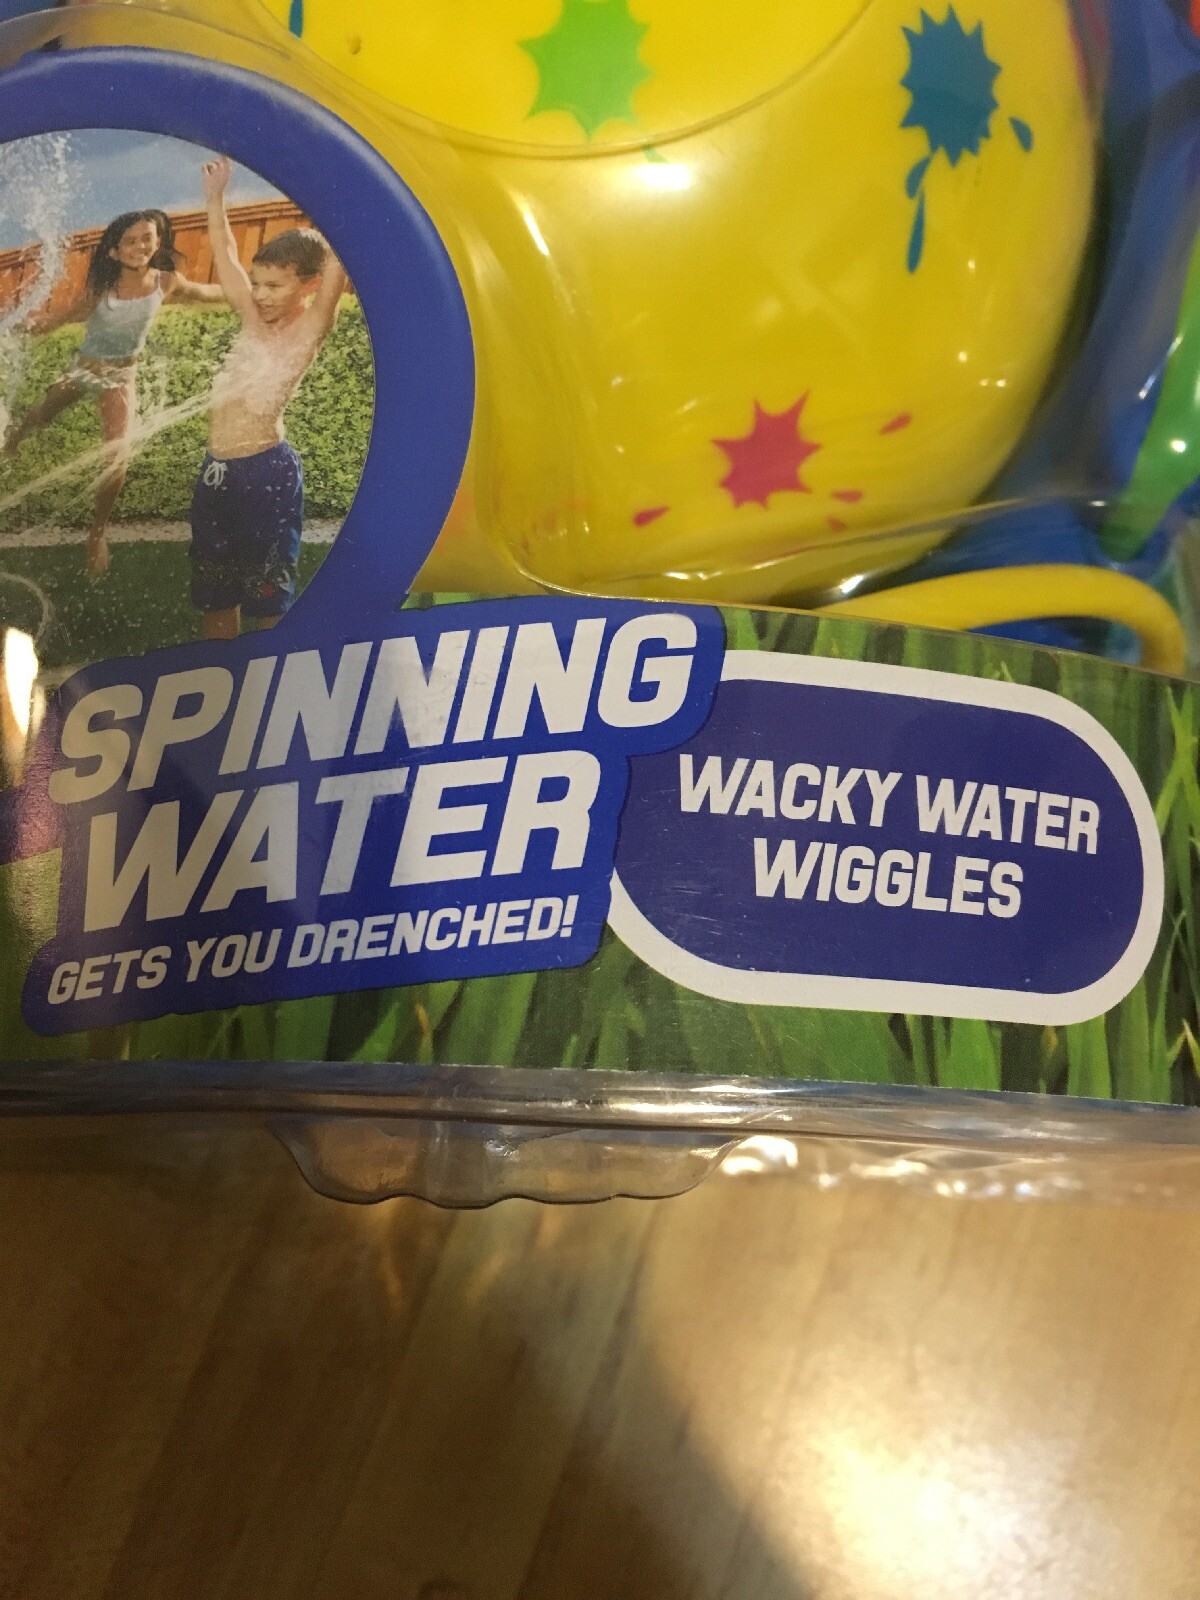 SPINNING
WATER
GETS YOU DRENCHED!
WACKY WATER
WIGGLES